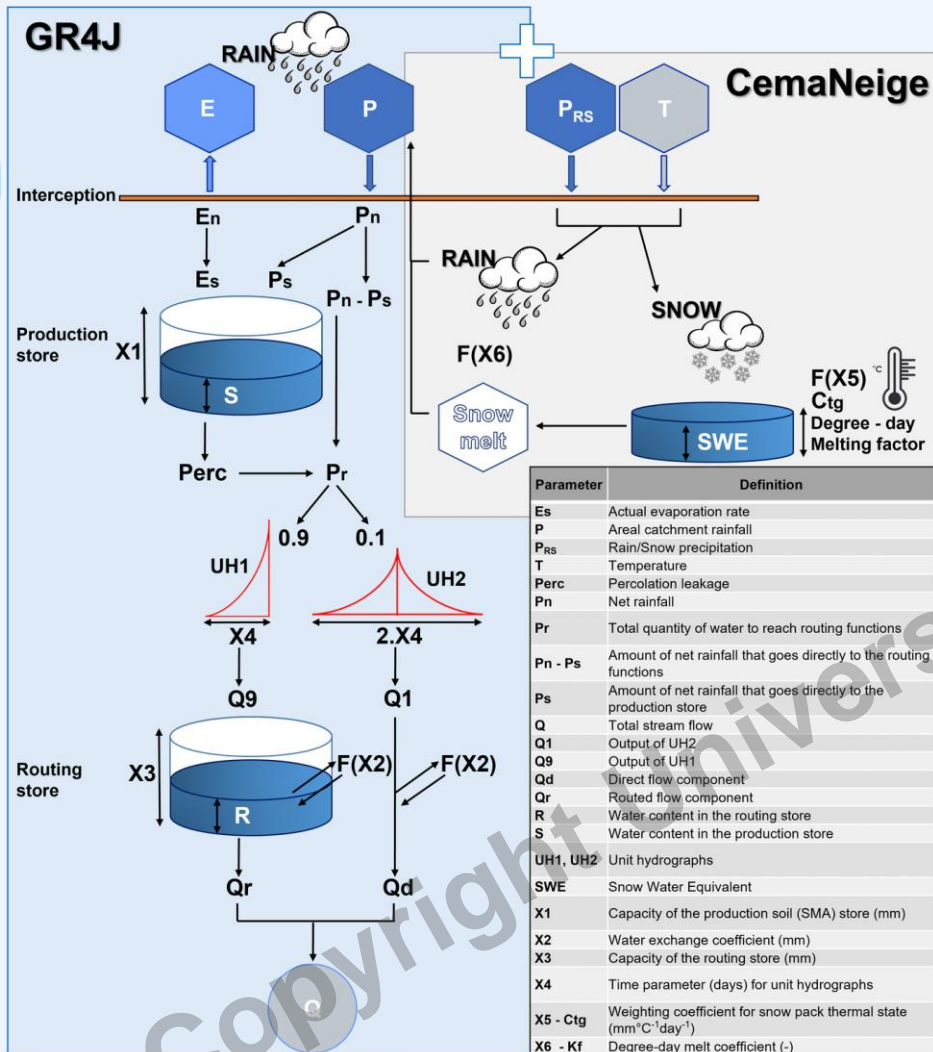 GR4J
CemaNeige
RAIN
E
P
PRS
T
Interception
En
Pn
Es
Ps
Pn - Ps
RAIN
SNOW
Production
store
X1
S
F(X6)
Snow
melt
°C
F(X5)
Ctg
Degree - day
Melting factor
SWE
Perc
Pr
0.9
0.1
UH1
UH2
X4
2.X4
Q9
Q1
Routing
store
X3
F(X2)
F(X2)
R
Qr
Qd
Q
Parameter Definition
Es Actual evaporation rate
P Areal catchment rainfall
PRS Rain/Snow precipitation
T Temperature
Perc Percolation leakage
Pn Net rainfall
Pr Total quantity of water to reach routing functions
Pn - Ps Amount of net rainfall that goes directly to the routing
functions
Ps Amount of net rainfall that goes directly to the
production store
Q Total stream flow
Q1 Output of UH2
Q9 Output of UH1
Qd Direct flow component
Qr Routed flow component
R Water content in the routing store
S Water content in the production store
UH1, UH2 Unit hydrographs
SWE Snow Water Equivalent
X1 Capacity of the production soil (SMA) store (mm)
X2 Water exchange coefficient (mm)
X3 Capacity of the routing store (mm)
X4 Time parameter (days) for unit hydrographs
X5 - Ctg Weighting coefficient for snow pack thermal state
(mm°C⁻¹day⁻¹)
X6 - Kf Degree-day melt coefficient (-)
Copyright Univers